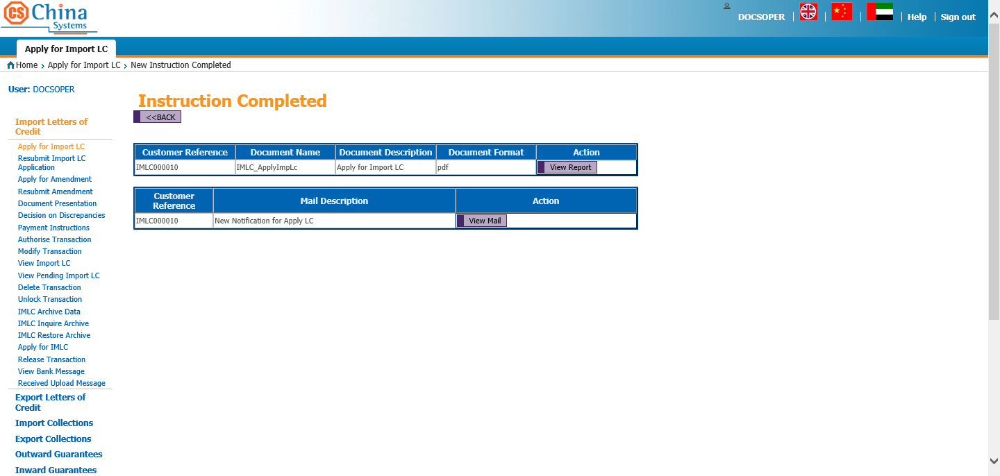 CS China
Systems
DOCSOPER
Help
Sign out
Apply for Import LC
Home > Apply for Import LC > New Instruction Completed
User: DOCSOPER
Instruction Completed
<<BACK
Import Letters of
Credit
Apply for Import LC
Resubmit Import LC
Application
Apply for Amendment
Resubmit Amendment
Document Presentation
Decision on Discrepancies
Payment Instructions
Authorise Transaction
Modify Transaction
View Import LC
View Pending Import LC
Delete Transaction
Unlock Transaction
IMLC Archive Data
IMLC Inquire Archive
IMLC Restore Archive
Apply for IMLC
Release Transaction
View Bank Message
Received Upload Message
Export Letters of
Credit
Import Collections
Export Collections
Outward Guarantees
Inward Guarantees
Customer Reference Document Name Document Description Document Format Action
IMLC000010 IMLC_ApplyImpLc Apply for Import LC pdf View Report
Customer
Reference Mail Description Action
IMLC000010 New Notification for Apply LC View Mail